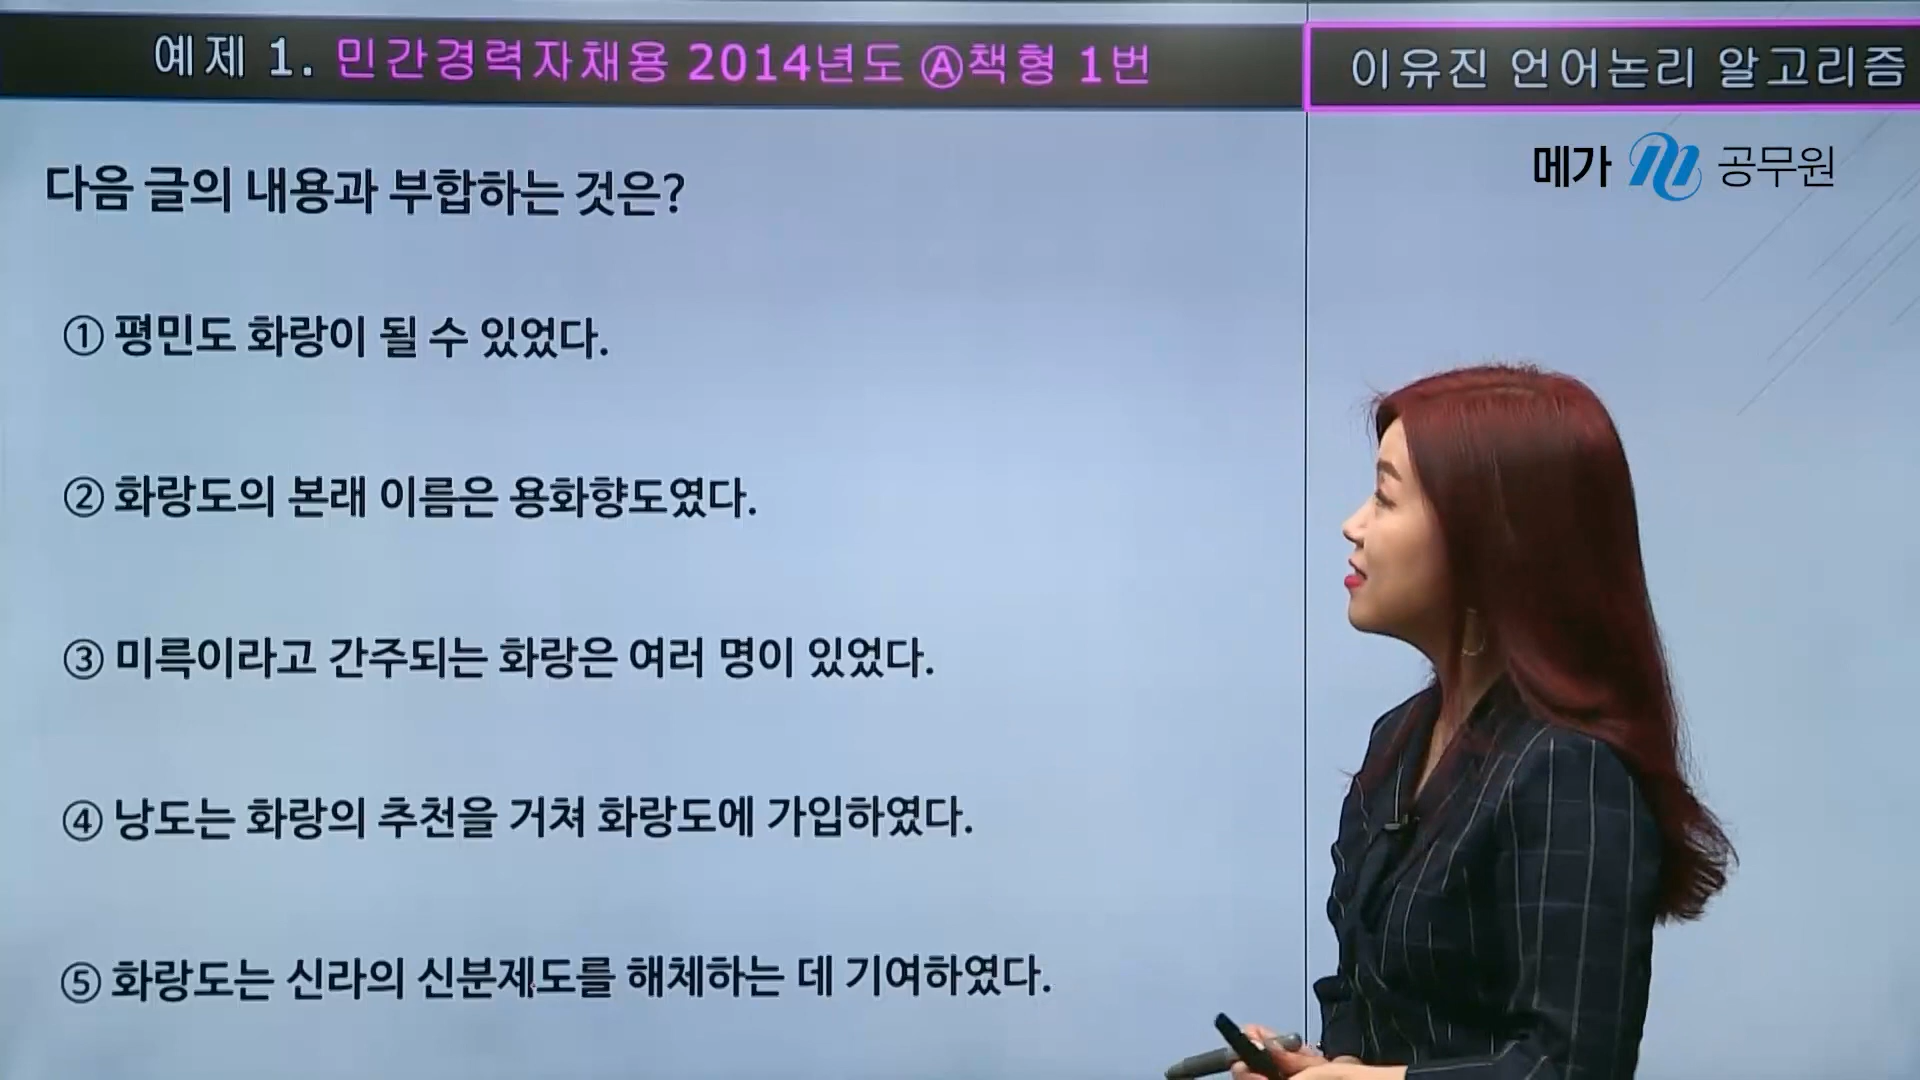 예제 1. 민간경력자채용 2014년도 Ⓐ책형 1번
이유진 언어논리 알고리즘
메가 공무원
다음 글의 내용과 부합하는 것은?
① 평민도 화랑이 될 수 있었다.
② 화랑도의 본래 이름은 용화향도였다.
③ 미륵이라고 간주되는 화랑은 여러 명이 있었다.
④ 낭도는 화랑의 추천을 거쳐 화랑도에 가입하였다.
⑤ 화랑도는 신라의 신분제도를 해체하는 데 기여하였다.